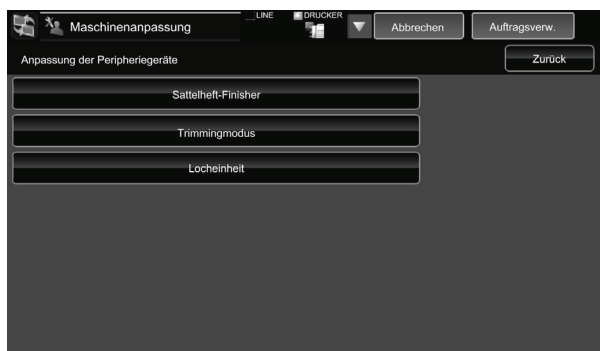 LINE DRUCKER
Maschinenanpassung Abbrechen Auftragsverw.
Anpassung der Peripheriegeräte Zurück
Sattelheft-Finisher
Trimmingmodus
Locheinheit